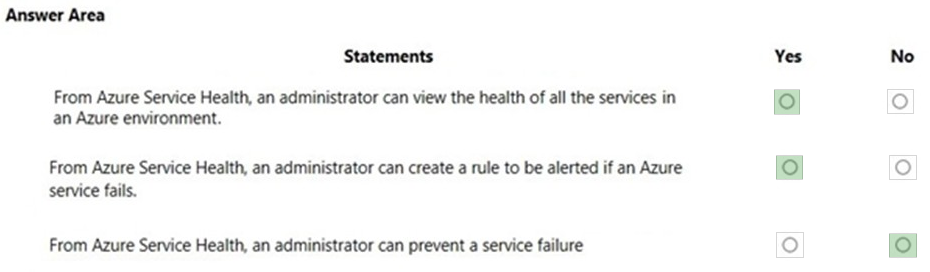 Answer Area
Statements Yes No
From Azure Service Health, an administrator can view the health of all the services in
an Azure environment.
From Azure Service Health, an administrator can create a rule to be alerted if an Azure
service fails.
From Azure Service Health, an administrator can prevent a service failure